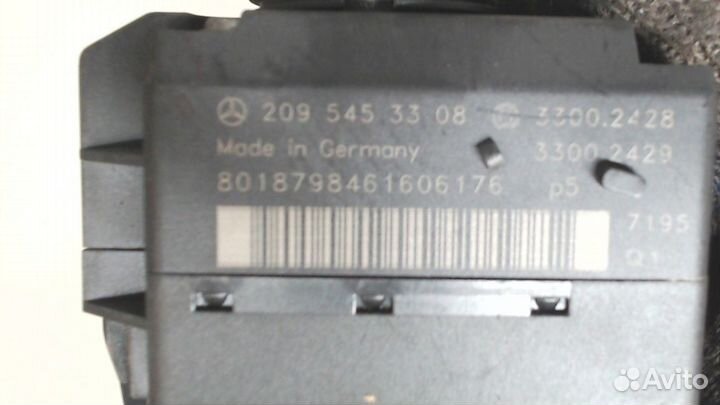 209 545 33 08 3300.2428
Made in Germany 3300.2429
8018798461606176 p5
7195
Q1
Avito